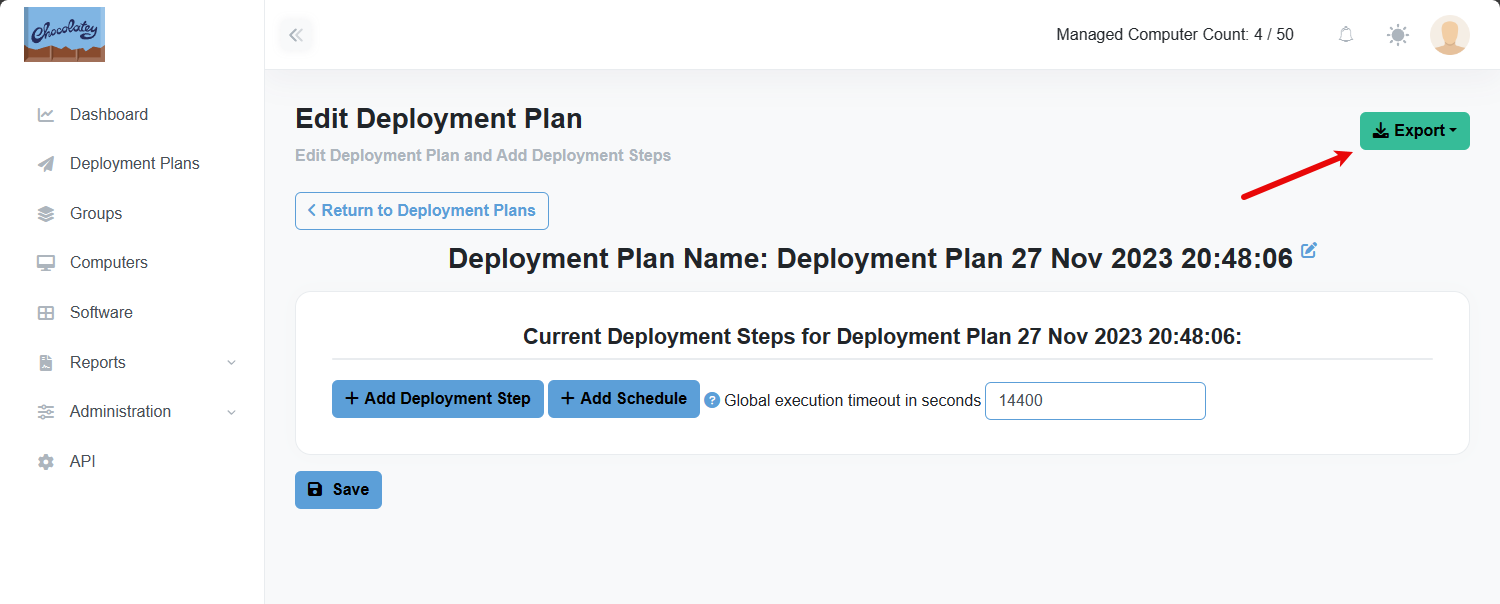 Chocolatey
Managed Computer Count: 4 / 50
Dashboard
Deployment Plans
Groups
Computers
Software
Reports
Administration
API
Edit Deployment Plan
Export
Edit Deployment Plan and Add Deployment Steps
Return to Deployment Plans
Deployment Plan Name: Deployment Plan 27 Nov 2023 20:48:06
Current Deployment Steps for Deployment Plan 27 Nov 2023 20:48:06:
+ Add Deployment Step + Add Schedule ? Global execution timeout in seconds 14400
Save